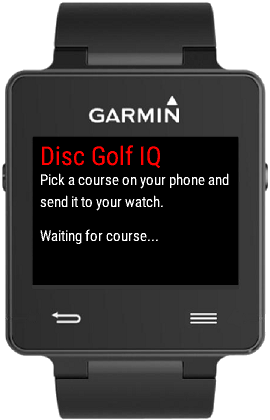 GARMIN
Disc Golf IQ
Pick a course on your phone and
send it to your watch.
Waiting for course...